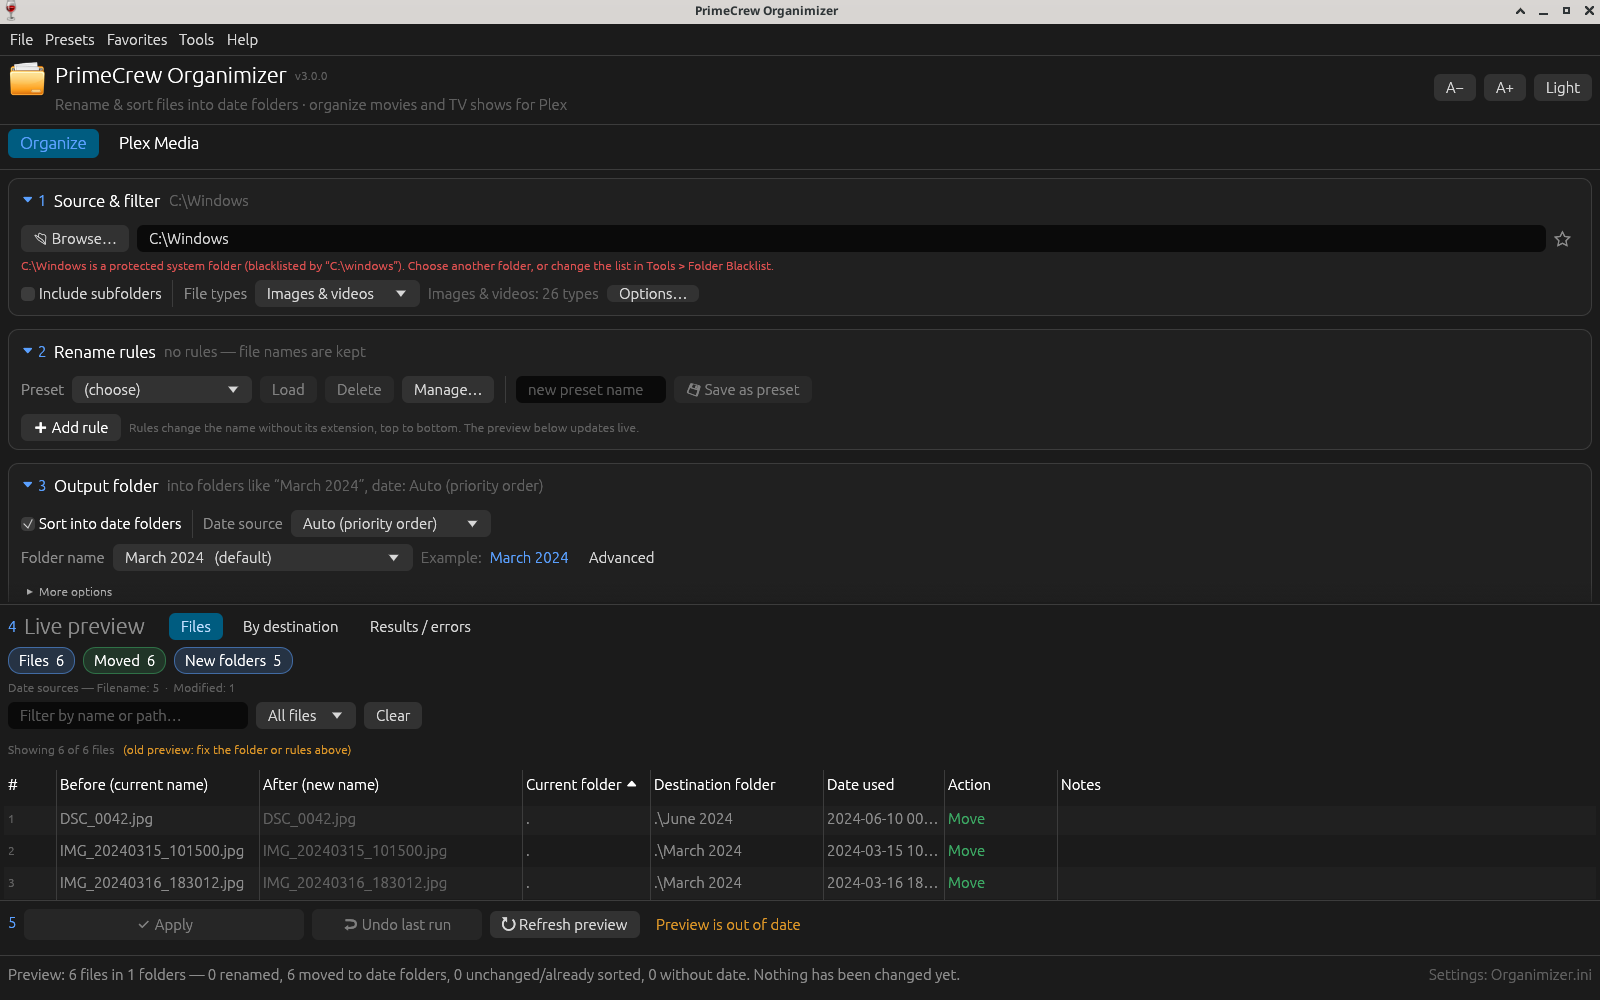 PrimeCrew Organimizer
File Presets Favorites Tools Help
PrimeCrew Organimizer v3.0.0
Rename & sort files into date folders · organize movies and TV shows for Plex
A− A+ Light
Organize Plex Media
1 Source & filter C:\Windows
Browse... C:\Windows
C:\Windows is a protected system folder (blacklisted by "C:\windows"). Choose another folder, or change the list in Tools > Folder Blacklist.
Include subfolders File types Images & videos Images & videos: 26 types Options...
2 Rename rules no rules — file names are kept
Preset (choose) Load Delete Manage... new preset name Save as preset
+ Add rule Rules change the name without its extension, top to bottom. The preview below updates live.
3 Output folder into folders like "March 2024", date: Auto (priority order)
Sort into date folders Date source Auto (priority order)
Folder name March 2024 (default) Example: March 2024 Advanced
More options
4 Live preview Files By destination Results / errors
Files 6 Moved 6 New folders 5
Date sources — Filename: 5 · Modified: 1
Filter by name or path... All files Clear
Showing 6 of 6 files (old preview: fix the folder or rules above)
# Before (current name) After (new name) Current folder Destination folder Date used Action Notes
1 DSC_0042.jpg DSC_0042.jpg . .\June 2024 2024-06-10 00... Move
2 IMG_20240315_101500.jpg IMG_20240315_101500.jpg . .\March 2024 2024-03-15 10... Move
3 IMG_20240316_183012.jpg IMG_20240316_183012.jpg . .\March 2024 2024-03-16 18... Move
5 Apply Undo last run Refresh preview Preview is out of date
Preview: 6 files in 1 folders — 0 renamed, 6 moved to date folders, 0 unchanged/already sorted, 0 without date. Nothing has been changed yet. Settings: Organimizer.ini